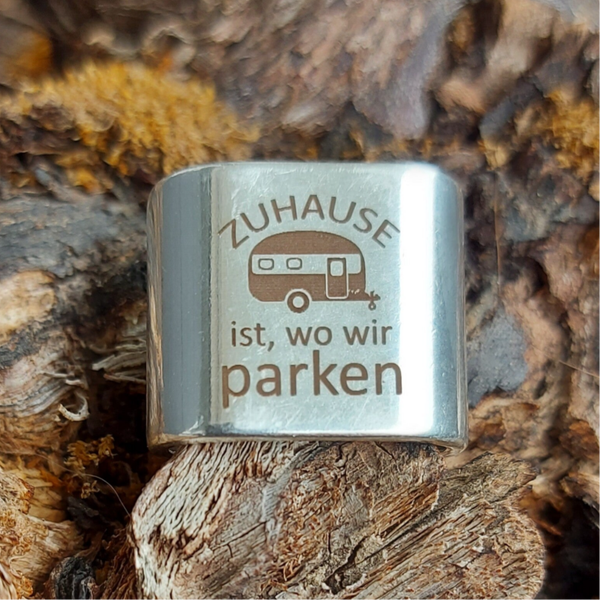 ZUHAUSE
ist, wo wir
parken